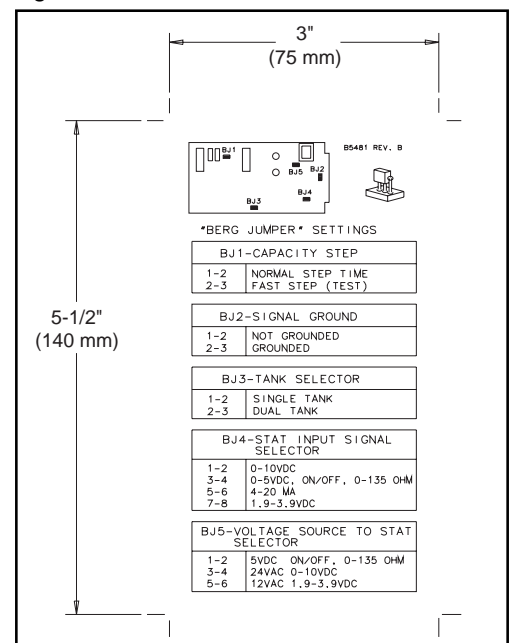 3"
(75 mm)
B5481 REV. B
BJ1
BJ5 BJ2
BJ4
BJ3
"BERG JUMPER" SETTINGS
BJ1-CAPACITY STEP
1-2 NORMAL STEP TIME
2-3 FAST STEP (TEST)
BJ2-SIGNAL GROUND
1-2 NOT GROUNDED
2-3 GROUNDED
5-1/2"
(140 mm)
BJ3-TANK SELECTOR
1-2 SINGLE TANK
2-3 DUAL TANK
BJ4-STAT INPUT SIGNAL
SELECTOR
1-2 0-10VDC
3-4 0-5VDC, ON/OFF, 0-135 OHM
5-6 4-20 MA
7-8 1.9-3.9VDC
BJ5-VOLTAGE SOURCE TO STAT
SELECTOR
1-2 5VDC ON/OFF, 0-135 OHM
3-4 24VAC 0-10VDC
5-6 12VAC 1.9-3.9VDC